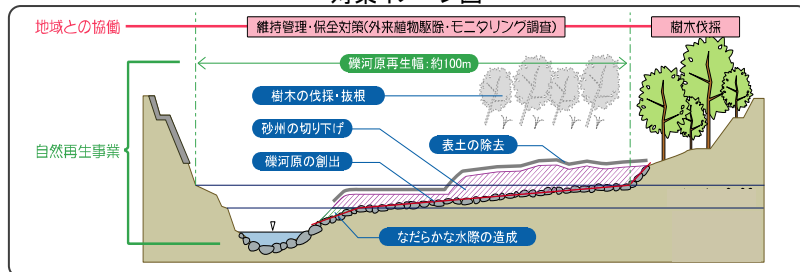 地域との協働
維持管理・保全対策(外来植物駆除・モニタリング調査)
樹木伐採
礫河原再生幅:約100m
樹木の伐採・抜根
砂州の切り下げ
表土の除去
自然再生事業
礫河原の創出
なだらかな水際の造成